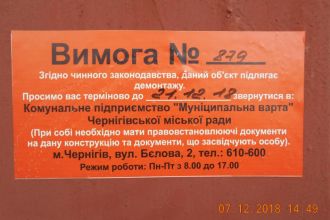 Вимога № 879
Згідно чинного законодавства, даний об'єкт підлягає
демонтажу.
Просимо вас терміново до 21.12.18 звернутися в:
Комунальне підприємство "Муніципальна варта"
Чернігівської міської ради
(При собі необхідно мати правовстановлюючі документи
на дану конструкцію та документи, що засвідчують особу).
м.Чернігів, вул. Бєлова, 2, тел.: 610-600
Режим роботи: Пн-Пт з 8.00 до 17.00
07-12-2018 14:49